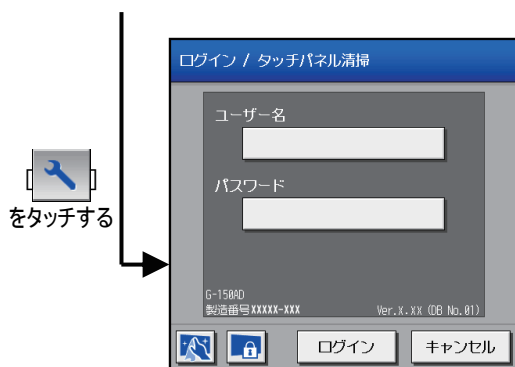 ログイン / タッチパネル清掃
ユーザー名
をタッチする
パスワード
G-150AD
製造番号XXXXX-XXX Ver.X.XX (DB No.01)
ログイン キャンセル